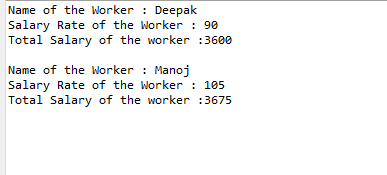 Name of the Worker : Deepak
Salary Rate of the Worker : 90
Total Salary of the worker :3600
Name of the Worker : Manoj
Salary Rate of the Worker : 105
Total Salary of the worker :3675